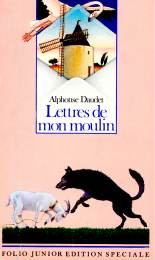 Alphonse Daudet
Lettres de
mon moulin
FOLIO JUNIOR EDITION SPECIALE